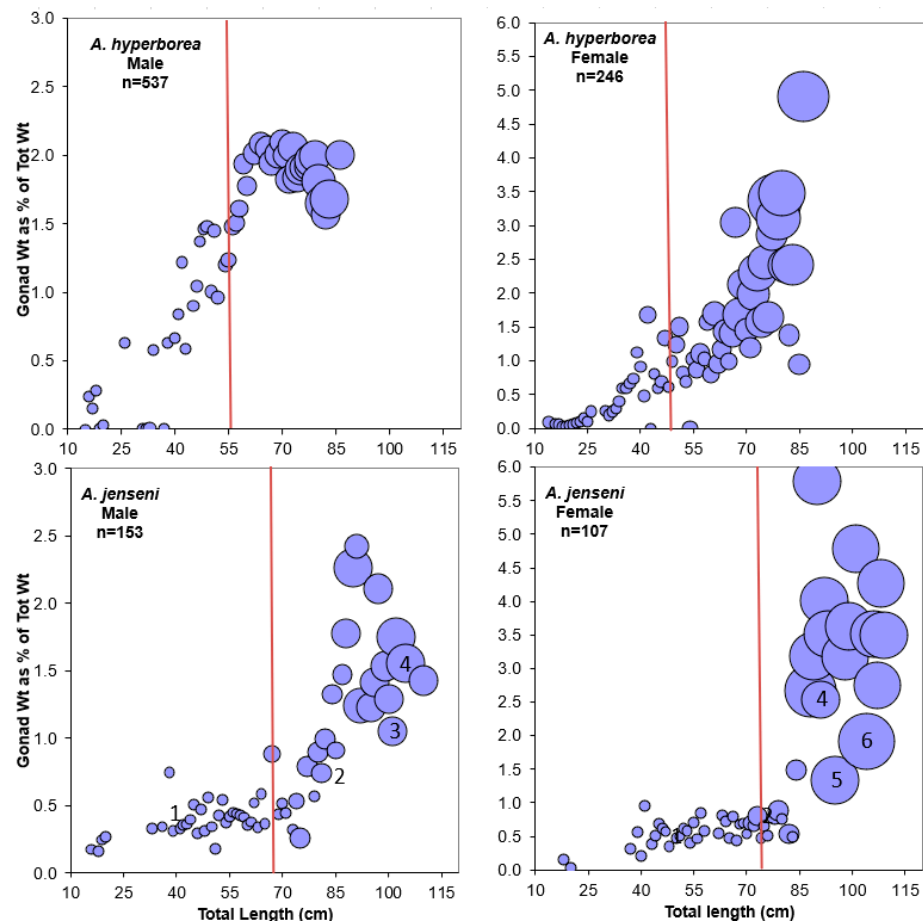 3.0
2.5
2.0
1.5
1.0
0.5
0.0
Gonad Wt as % of Tot Wt
A. hyperborea
Male
n=537
10 25 40 55 70 85 100 115
6.0
5.5
5.0
4.5
4.0
3.5
3.0
2.5
2.0
1.5
1.0
0.5
0.0
A. hyperborea
Female
n=246
10 25 40 55 70 85 100 115
3.0
2.5
2.0
1.5
1.0
0.5
0.0
Gonad Wt as % of Tot Wt
A. jenseni
Male
n=153
1
2
3
4
10 25 40 55 70 85 100 115
Total Length (cm)
6.0
5.5
5.0
4.5
4.0
3.5
3.0
2.5
2.0
1.5
1.0
0.5
0.0
A. jenseni
Female
n=107
1
4
5
6
10 25 40 55 70 85 100 115
Total length (cm)